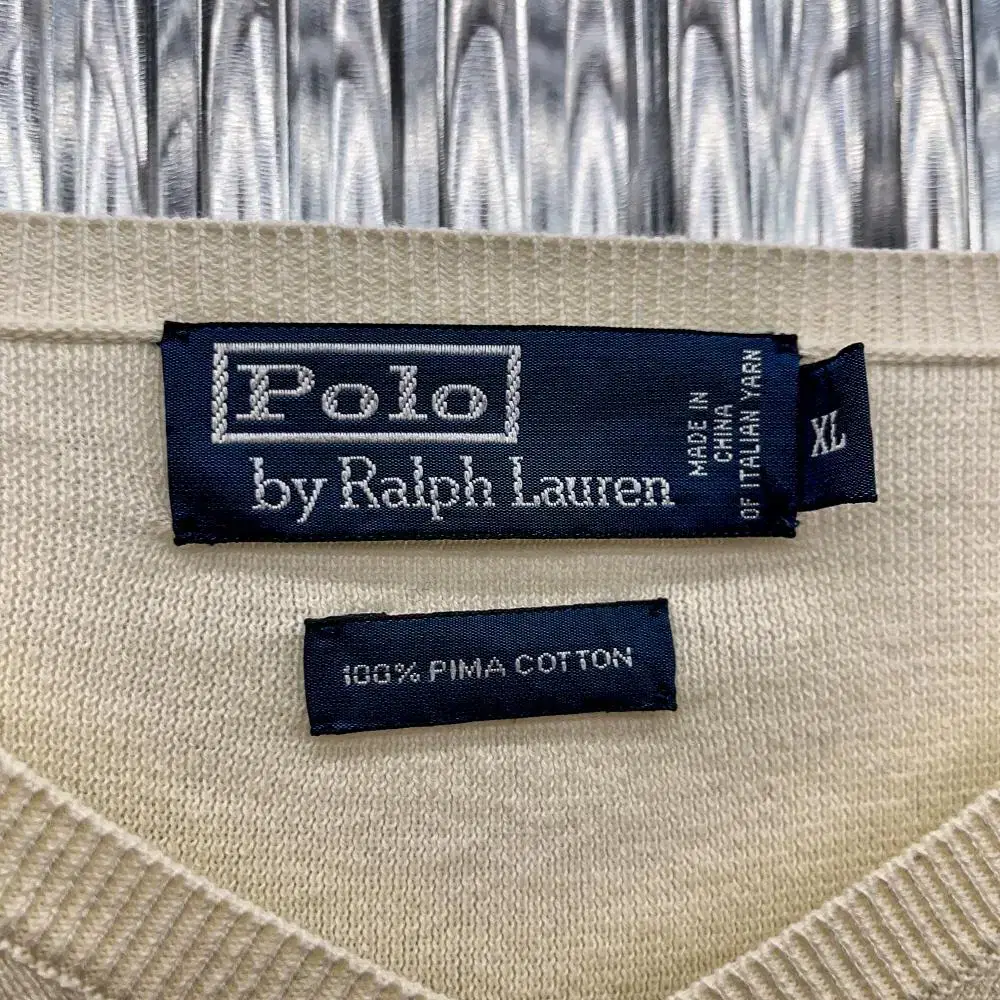 Polo
by Ralph Lauren
MADE IN
CHINA
OF ITALIAN YARN
XL
100% PIMA COTTON